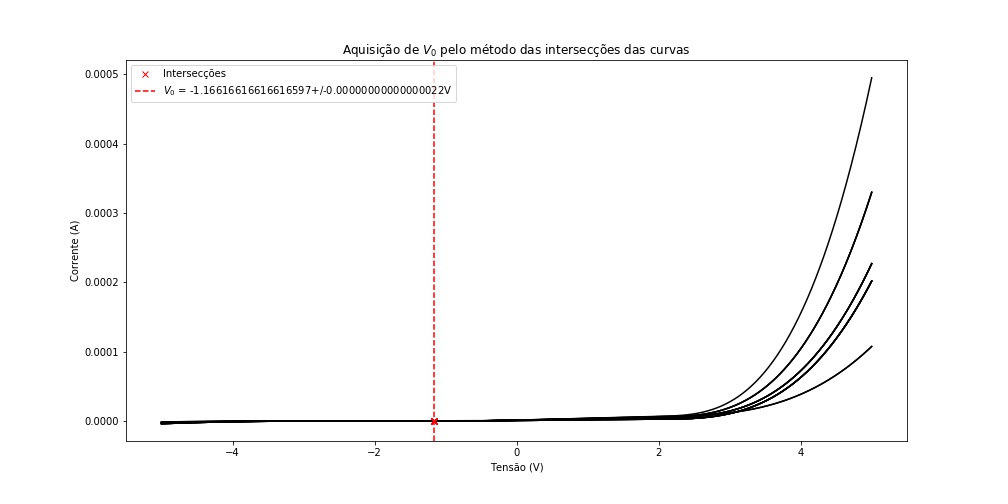 Aquisição de V₀ pelo método das intersecções das curvas
Intersecções
V₀ = -1.16616616616616597+/-0.00000000000000022V
0.0005
0.0004
0.0003
0.0002
0.0001
0.0000
Corrente (A)
−4
−2
0
2
4
Tensão (V)